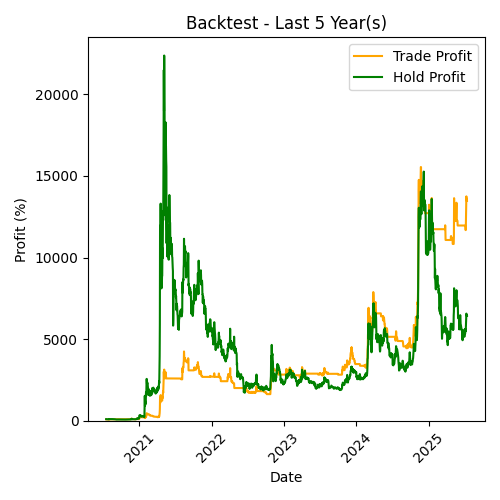 Backtest - Last 5 Year(s)
Trade Profit
Hold Profit
Profit (%)
20000
15000
10000
5000
0
2021
2022
2023
2024
2025
Date